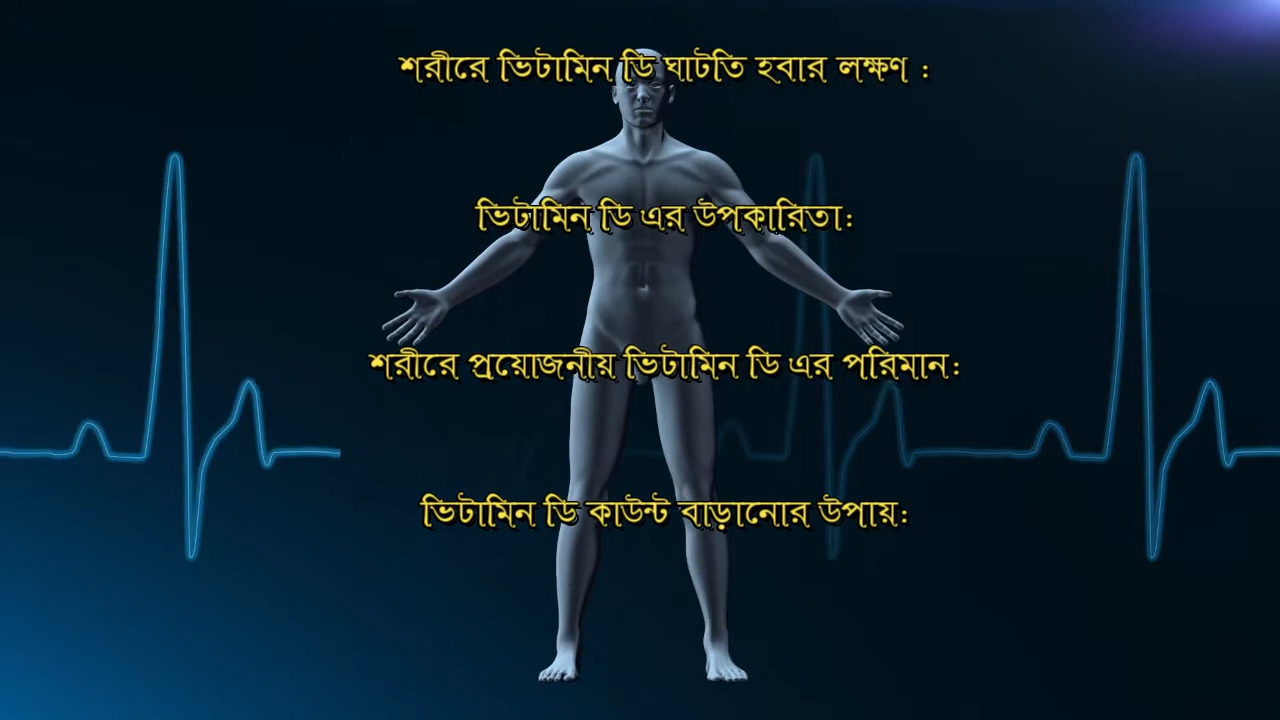 শরীরে ভিটামিন ডি ঘাটতি হবার লক্ষণ :
ভিটামিন ডি এর উপকারিতা:
শরীরে প্রয়োজনীয় ভিটামিন ডি এর পরিমান:
ভিটামিন ডি কাউন্ট বাড়ানোর উপায়: